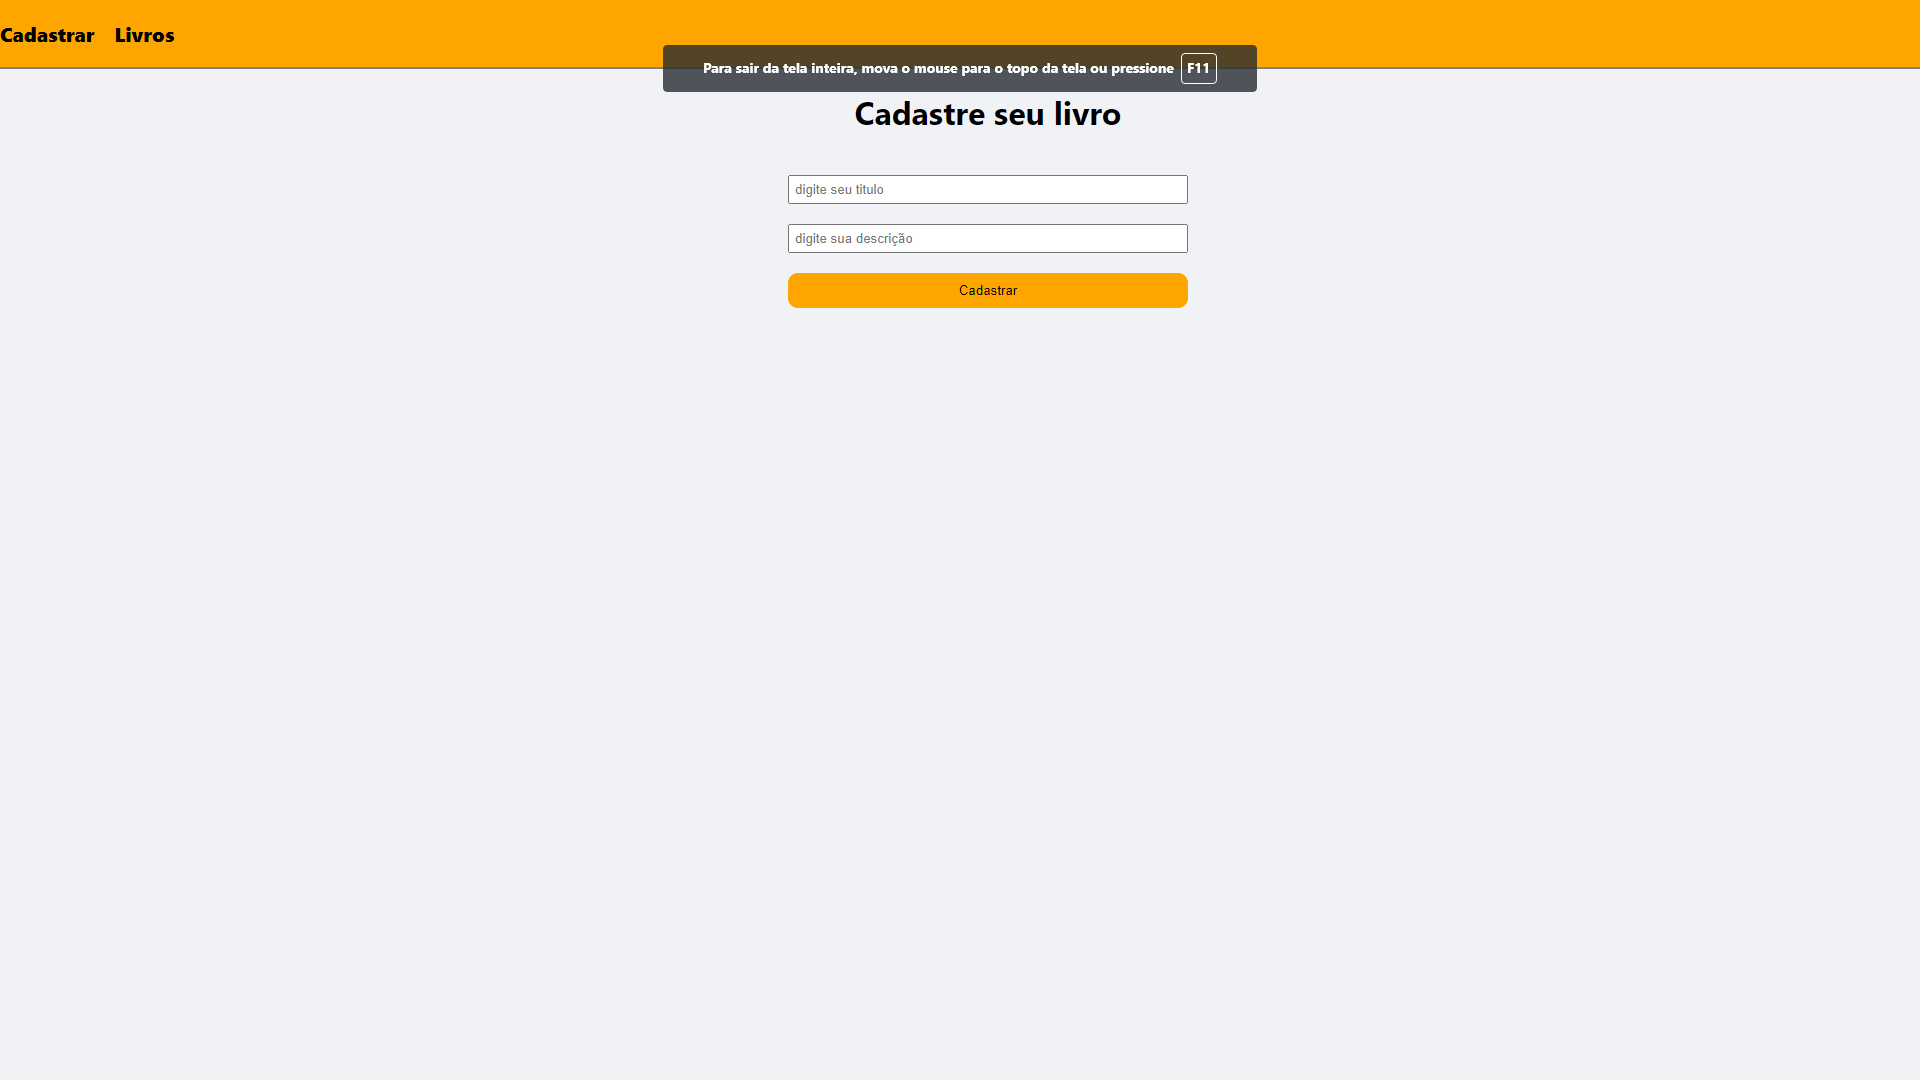 Cadastrar Livros
Para sair da tela inteira, mova o mouse para o topo da tela ou pressione F11
Cadastre seu livro
digite seu titulo
digite sua descrição
Cadastrar